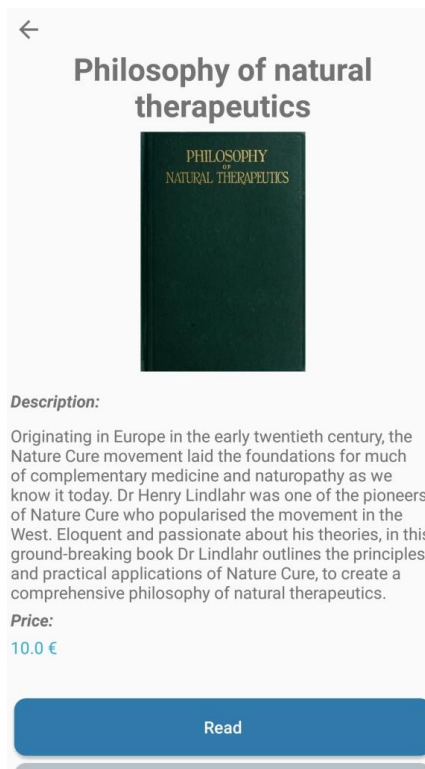 Philosophy of natural
therapeutics
PHILOSOPHY
OF
NATURAL THERAPEUTICS
Description:
Originating in Europe in the early twentieth century, the
Nature Cure movement laid the foundations for much
of complementary medicine and naturopathy as we
know it today. Dr Henry Lindlahr was one of the pioneers
of Nature Cure who popularised the movement in the
West. Eloquent and passionate about his theories, in this
ground-breaking book Dr Lindlahr outlines the principles
and practical applications of Nature Cure, to create a
comprehensive philosophy of natural therapeutics.
Price:
10.0 €
Read